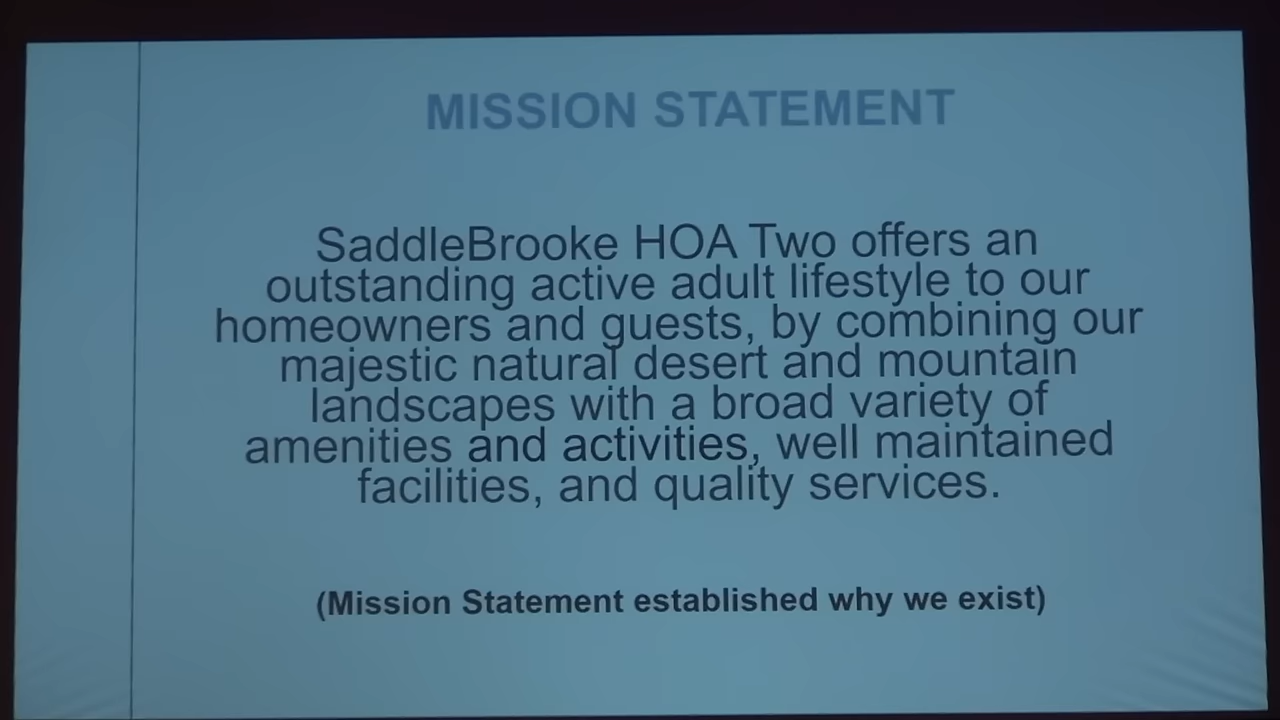 MISSION STATEMENT
SaddleBrooke HOA Two offers an
outstanding active adult lifestyle to our
homeowners and guests, by combining our
majestic natural desert and mountain
landscapes with a broad variety of
amenities and activities, well maintained
facilities, and quality services.
(Mission Statement established why we exist)